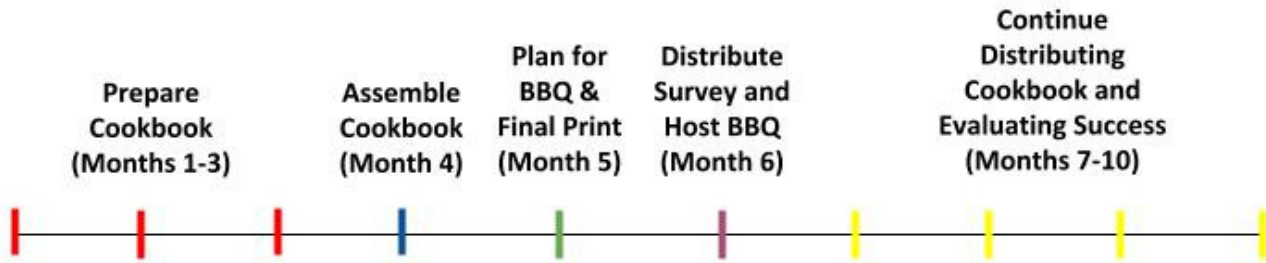 Prepare
Cookbook
(Months 1-3)
Assemble
Cookbook
(Month 4)
Plan for
BBQ &
Final Print
(Month 5)
Distribute
Survey and
Host BBQ
(Month 6)
Continue
Distributing
Cookbook and
Evaluating Success
(Months 7-10)